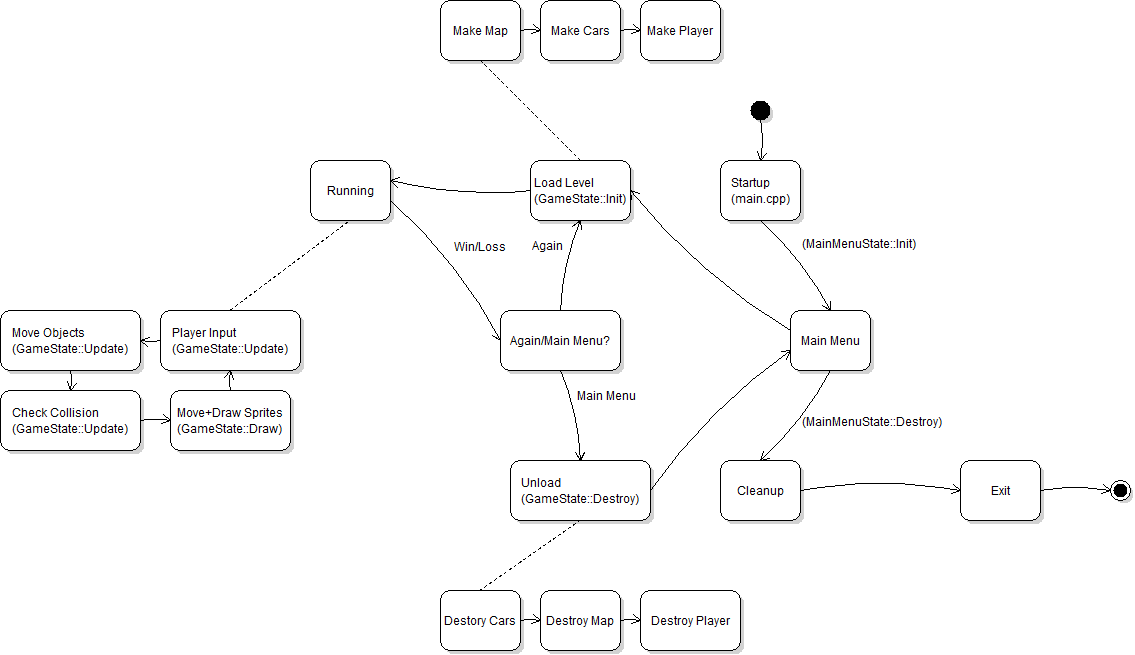 Make Map
Make Cars
Make Player
Running
Load Level
(GameState::Init)
Startup
(main.cpp)
Win/Loss
Again
(MainMenuState::Init)
Move Objects
(GameState::Update)
Player Input
(GameState::Update)
Again/Main Menu?
Main Menu
Main Menu
Check Collision
(GameState::Update)
Move+Draw Sprites
(GameState::Draw)
(MainMenuState::Destroy)
Unload
(GameState::Destroy)
Cleanup
Exit
Destory Cars
Destroy Map
Destroy Player